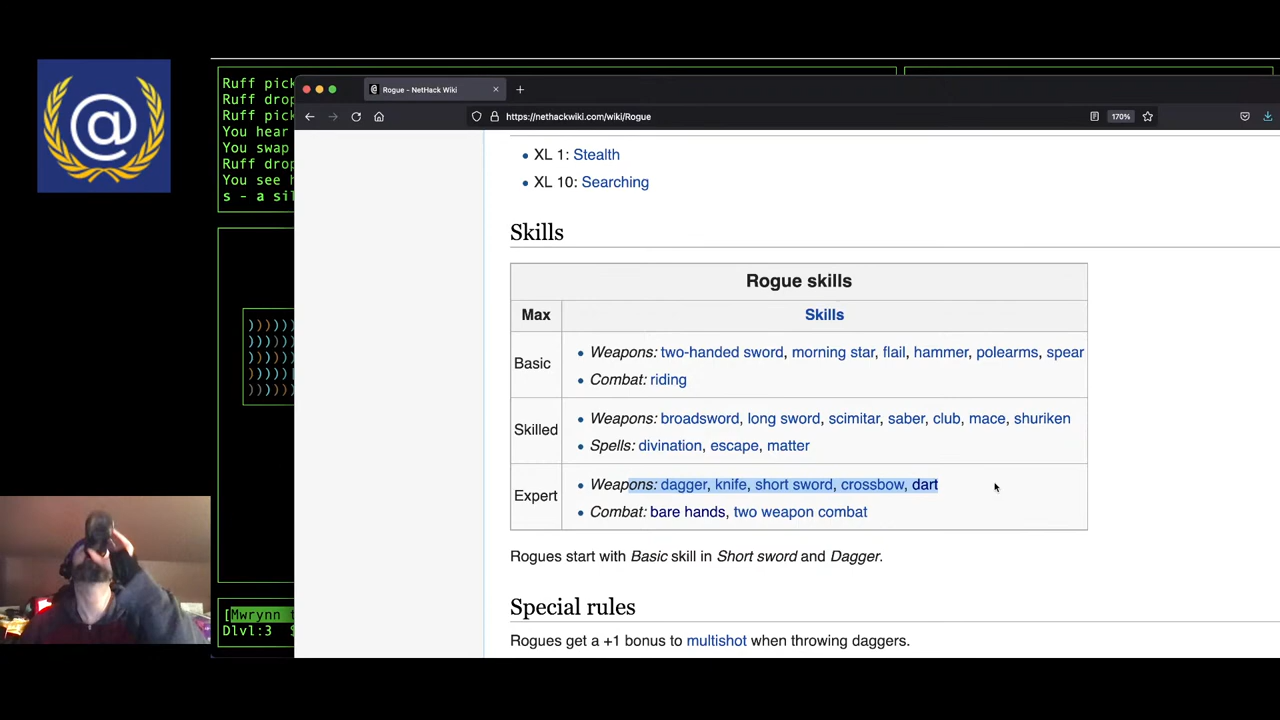 @
Ruff pick
Ruff drop
Ruff pick
You hear
You swap
Ruff drop
You see h
s - a sil
[Mwrynn t
Dlvl:3 $
Rogue - NetHack Wiki
https://nethackwiki.com/wiki/Rogue
170%
• XL 1: Stealth
• XL 10: Searching
Skills
Rogue skills
Max Skills
Basic
• Weapons: two-handed sword, morning star, flail, hammer, polearms, spear
• Combat: riding
Skilled
• Weapons: broadsword, long sword, scimitar, saber, club, mace, shuriken
• Spells: divination, escape, matter
Expert
• Weapons: dagger, knife, short sword, crossbow, dart
• Combat: bare hands, two weapon combat
Rogues start with Basic skill in Short sword and Dagger.
Special rules
Rogues get a +1 bonus to multishot when throwing daggers.